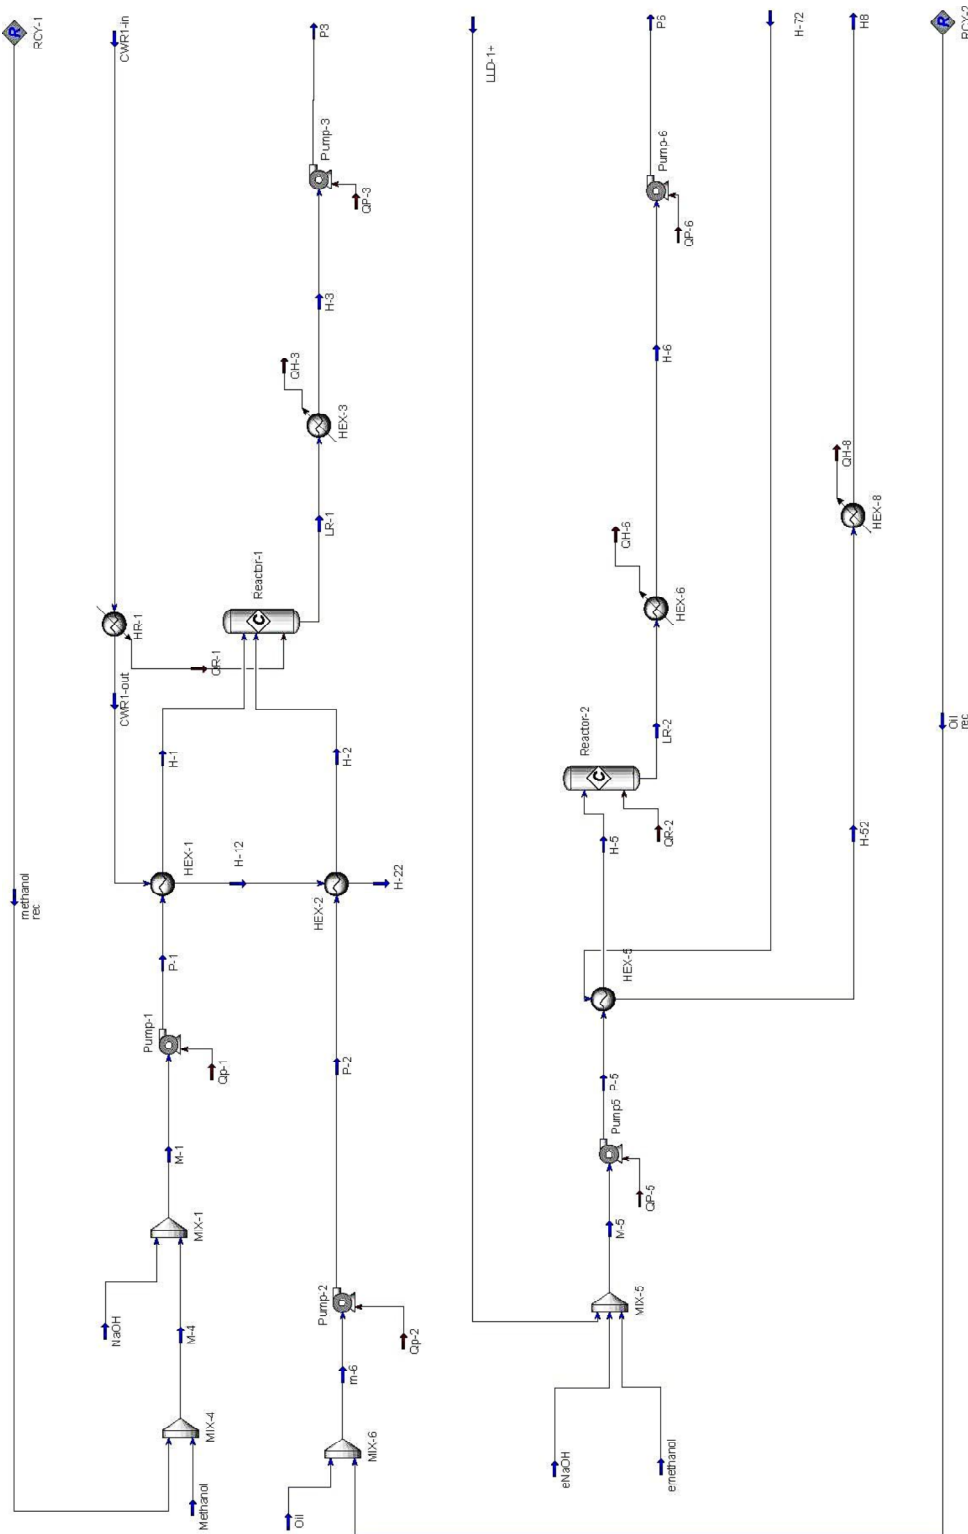 R
RCY-1
CWR1-in
P3
LLD-1+
P6
H-72
H8
R
RCY-2
Pump-3
QP-3
Pump-6
QP-6
H-3
H-6
QH-3
HEX-3
QH-8
HEX-8
LR-1
QH-6
HEX-6
HR-1
Reactor-1
C
QR-1
CWR1-out
H-1
H-2
Reactor-2
C
LR-2
Oil
rec
QR-2
H-5
H-52
methanol
rec
HEX-1
H-12
HEX-2
H-22
P-1
HEX-5
Pump-1
Qp-1
P-2
P-5
Pump5
QP-5
M-1
M-5
MIX-1
NaOH
M-4
Pump-2
Qp-2
MIX-5
m-6
MIX-4
Methanol
MIX-6
Oil
eNaOH
emethanol